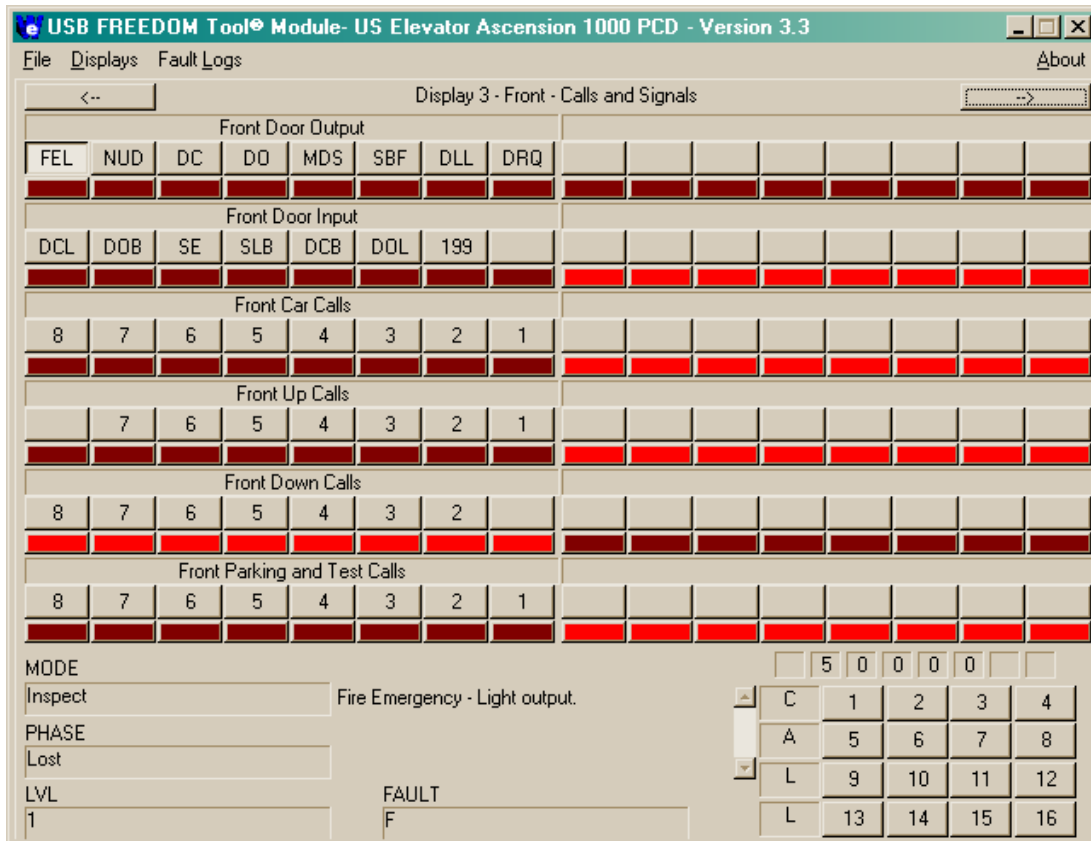 USB FREEDOM Tool® Module- US Elevator Ascension 1000 PCD - Version 3.3
File Displays Fault Logs About
<-- Display 3 - Front - Calls and Signals -->
Front Door Output
FEL NUD DC DO MDS SBF DLL DRQ
Front Door Input
DCL DOB SE SLB DCB DOL 199
Front Car Calls
8 7 6 5 4 3 2 1
Front Up Calls
7 6 5 4 3 2 1
Front Down Calls
8 7 6 5 4 3 2
Front Parking and Test Calls
8 7 6 5 4 3 2 1
MODE
Inspect
Fire Emergency - Light output.
PHASE
Lost
LVL
1
FAULT
F
5 0 0 0 0
C 1 2 3 4
A 5 6 7 8
L 9 10 11 12
L 13 14 15 16